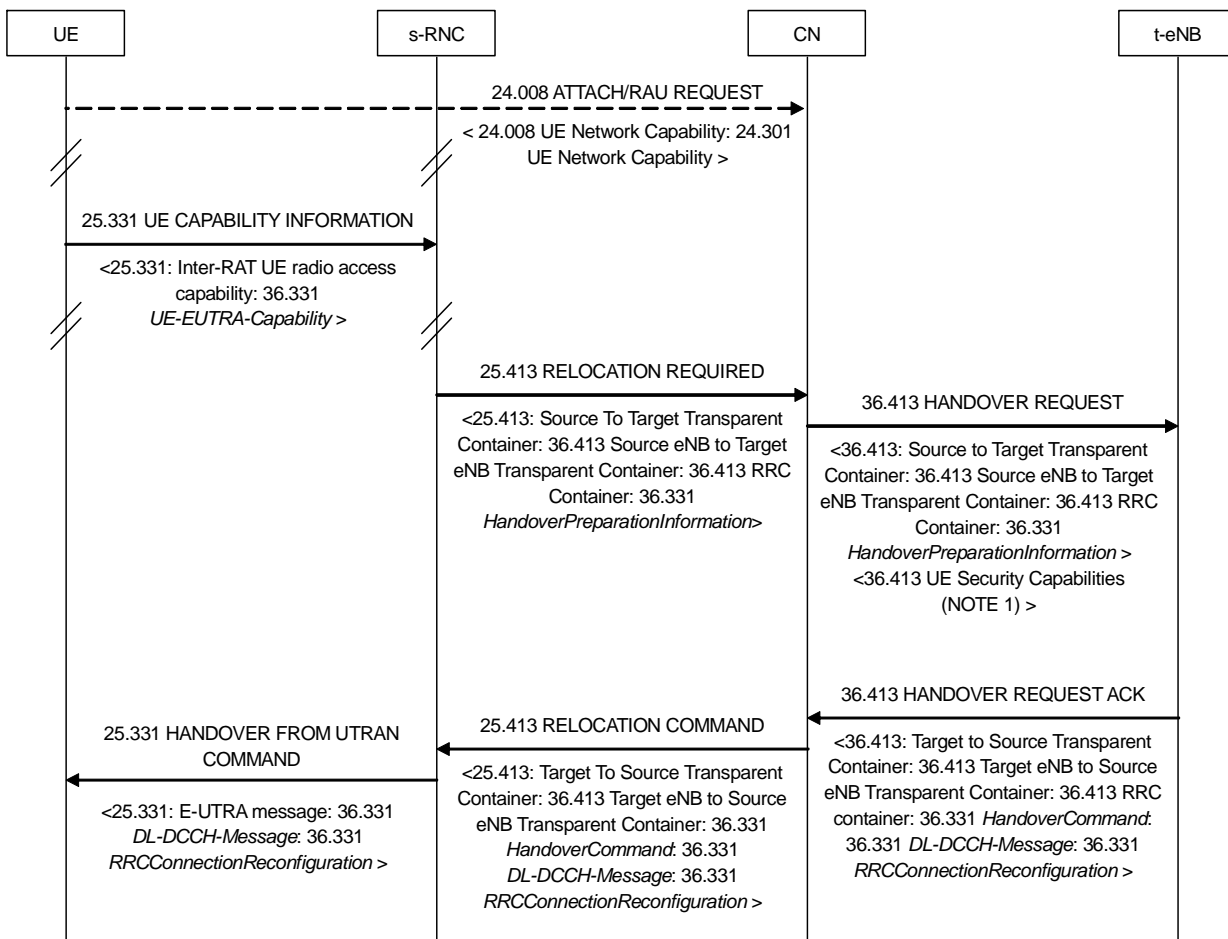 UE
s-RNC
CN
t-eNB
24.008 ATTACH/RAU REQUEST
< 24.008 UE Network Capability: 24.301
UE Network Capability >
25.331 UE CAPABILITY INFORMATION
<25.331: Inter-RAT UE radio access
capability: 36.331
UE-EUTRA-Capability >
25.413 RELOCATION REQUIRED
<25.413: Source To Target Transparent
Container: 36.413 Source eNB to Target
eNB Transparent Container: 36.413 RRC
Container: 36.331
HandoverPreparationInformation>
36.413 HANDOVER REQUEST
<36.413: Source to Target Transparent
Container: 36.413 Source eNB to Target
eNB Transparent Container: 36.413 RRC
Container: 36.331
HandoverPreparationInformation >
<36.413 UE Security Capabilities
(NOTE 1) >
36.413 HANDOVER REQUEST ACK
<36.413: Target to Source Transparent
Container: 36.413 Target eNB to Source
eNB Transparent Container: 36.413 RRC
container: 36.331 HandoverCommand:
36.331 DL-DCCH-Message: 36.331
RRCConnectionReconfiguration >
25.413 RELOCATION COMMAND
<25.413: Target To Source Transparent
Container: 36.413 Target eNB to Source
eNB Transparent Container: 36.331
HandoverCommand: 36.331
DL-DCCH-Message: 36.331
RRCConnectionReconfiguration >
25.331 HANDOVER FROM UTRAN
COMMAND
<25.331: E-UTRA message: 36.331
DL-DCCH-Message: 36.331
RRCConnectionReconfiguration >